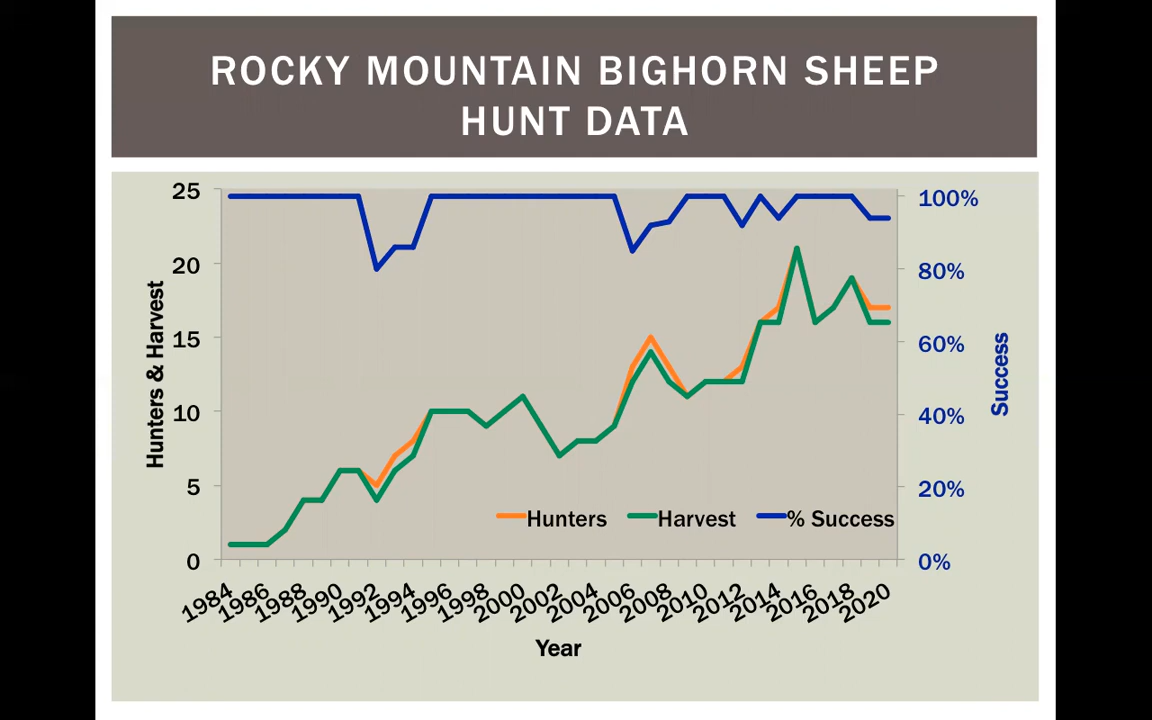 ROCKY MOUNTAIN BIGHORN SHEEP
HUNT DATA
25
20
15
10
5
0
Hunters & Harvest
100%
80%
60%
40%
20%
0%
Success
Hunters Harvest % Success
1984 1986 1988 1990 1992 1994 1996 1998 2000 2002 2004 2006 2008 2010 2012 2014 2016 2018 2020
Year